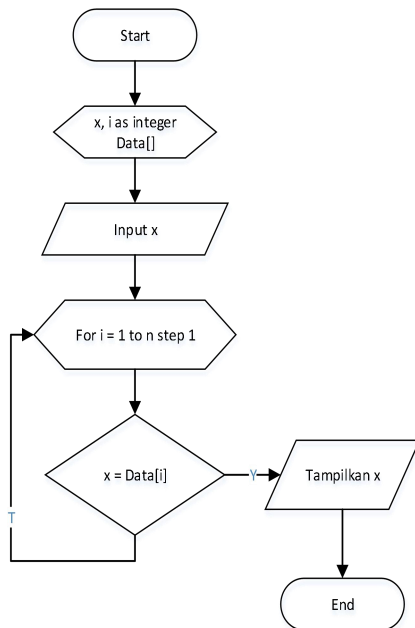 Start
x, i as integer
Data[]
Input x
For i = 1 to n step 1
x = Data[i]
Y
Tampilkan x
T
End